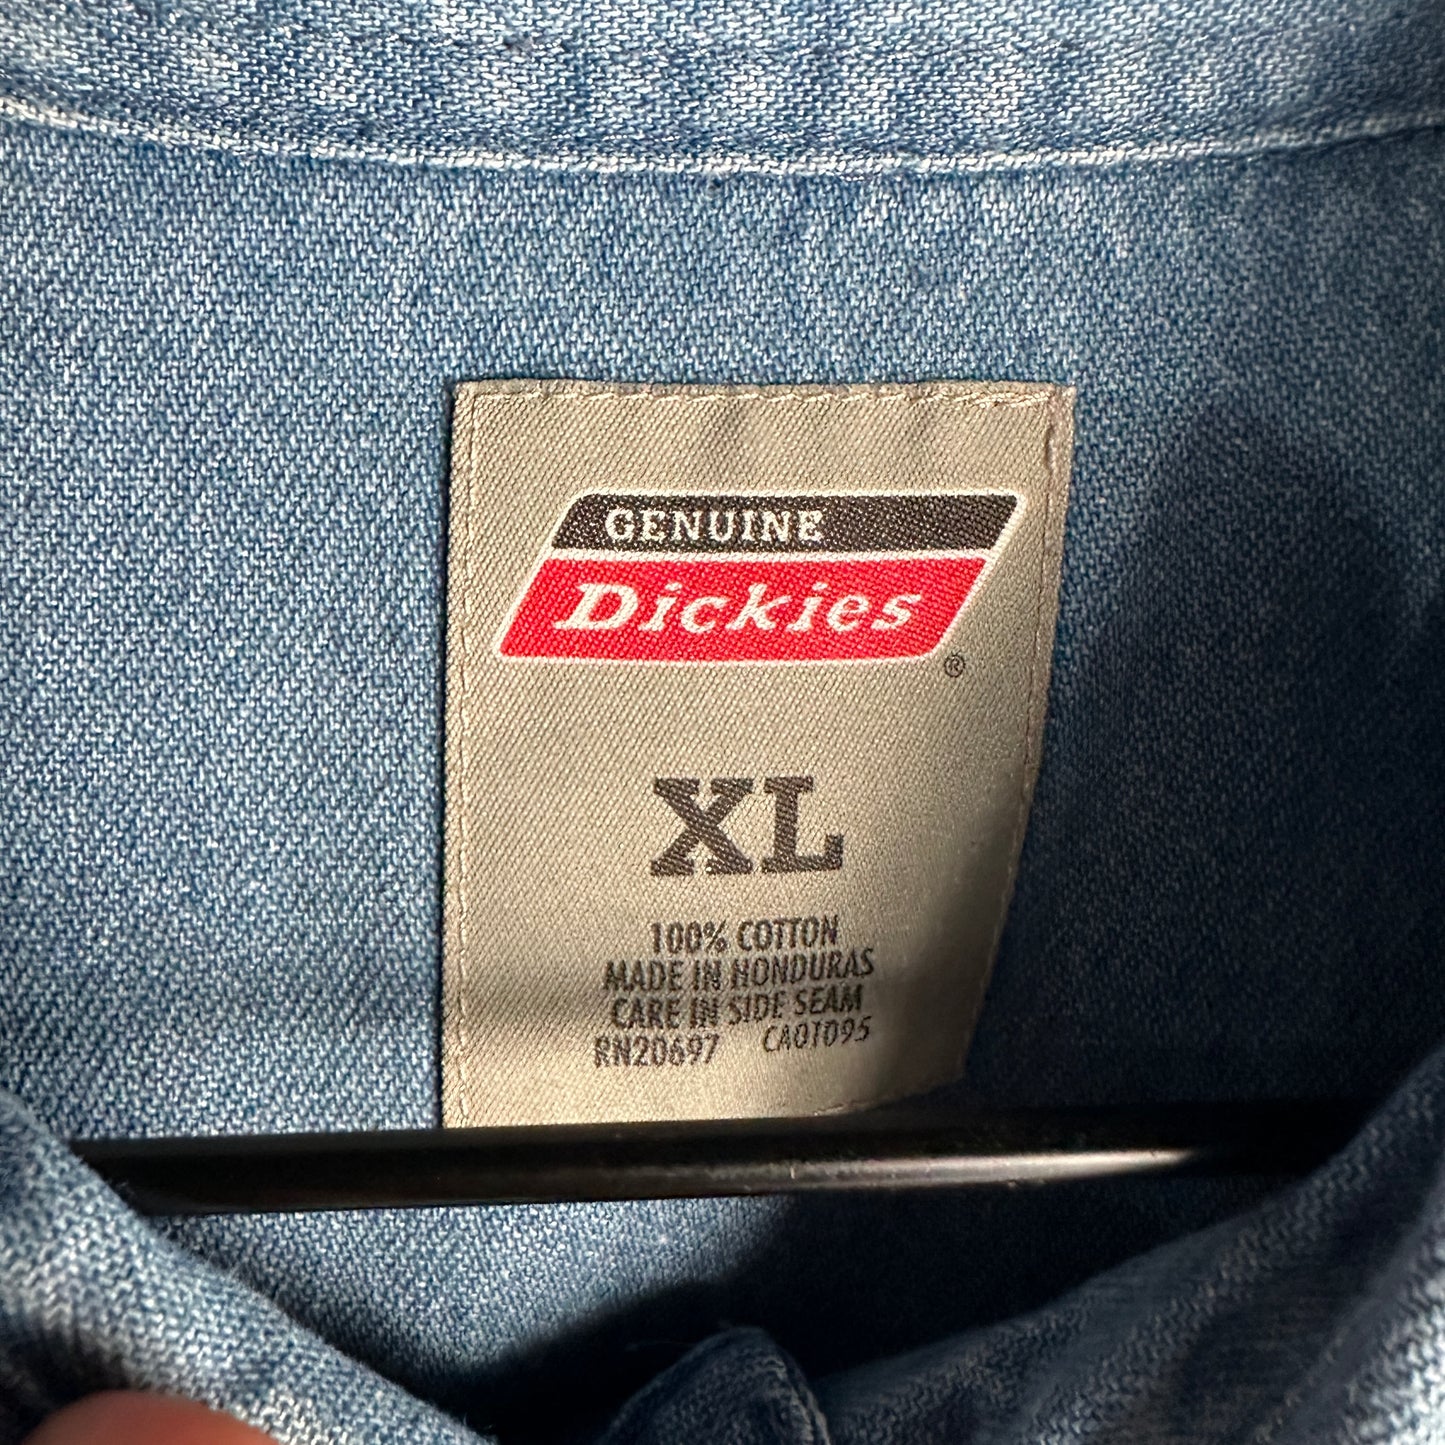 GENUINE
Dickies
®
XL
100% COTTON
MADE IN HONDURAS
CARE IN SIDE SEAM
RN20697 CA01095